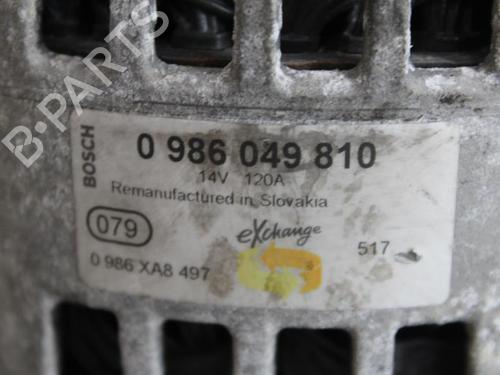 B-PARTS
BOSCH
0 986 049 810
14V 120A
Remanufactured in Slovakia
079
eXchange
517
0 986 XA8 497